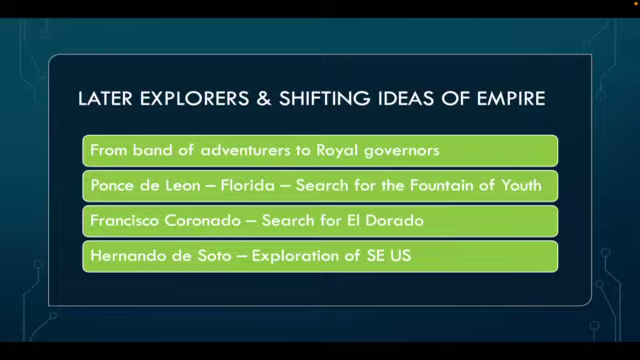 LATER EXPLORERS & SHIFTING IDEAS OF EMPIRE
From band of adventurers to Royal governors
Ponce de Leon – Florida – Search for the Fountain of Youth
Francisco Coronado – Search for El Dorado
Hernando de Soto – Exploration of SE US